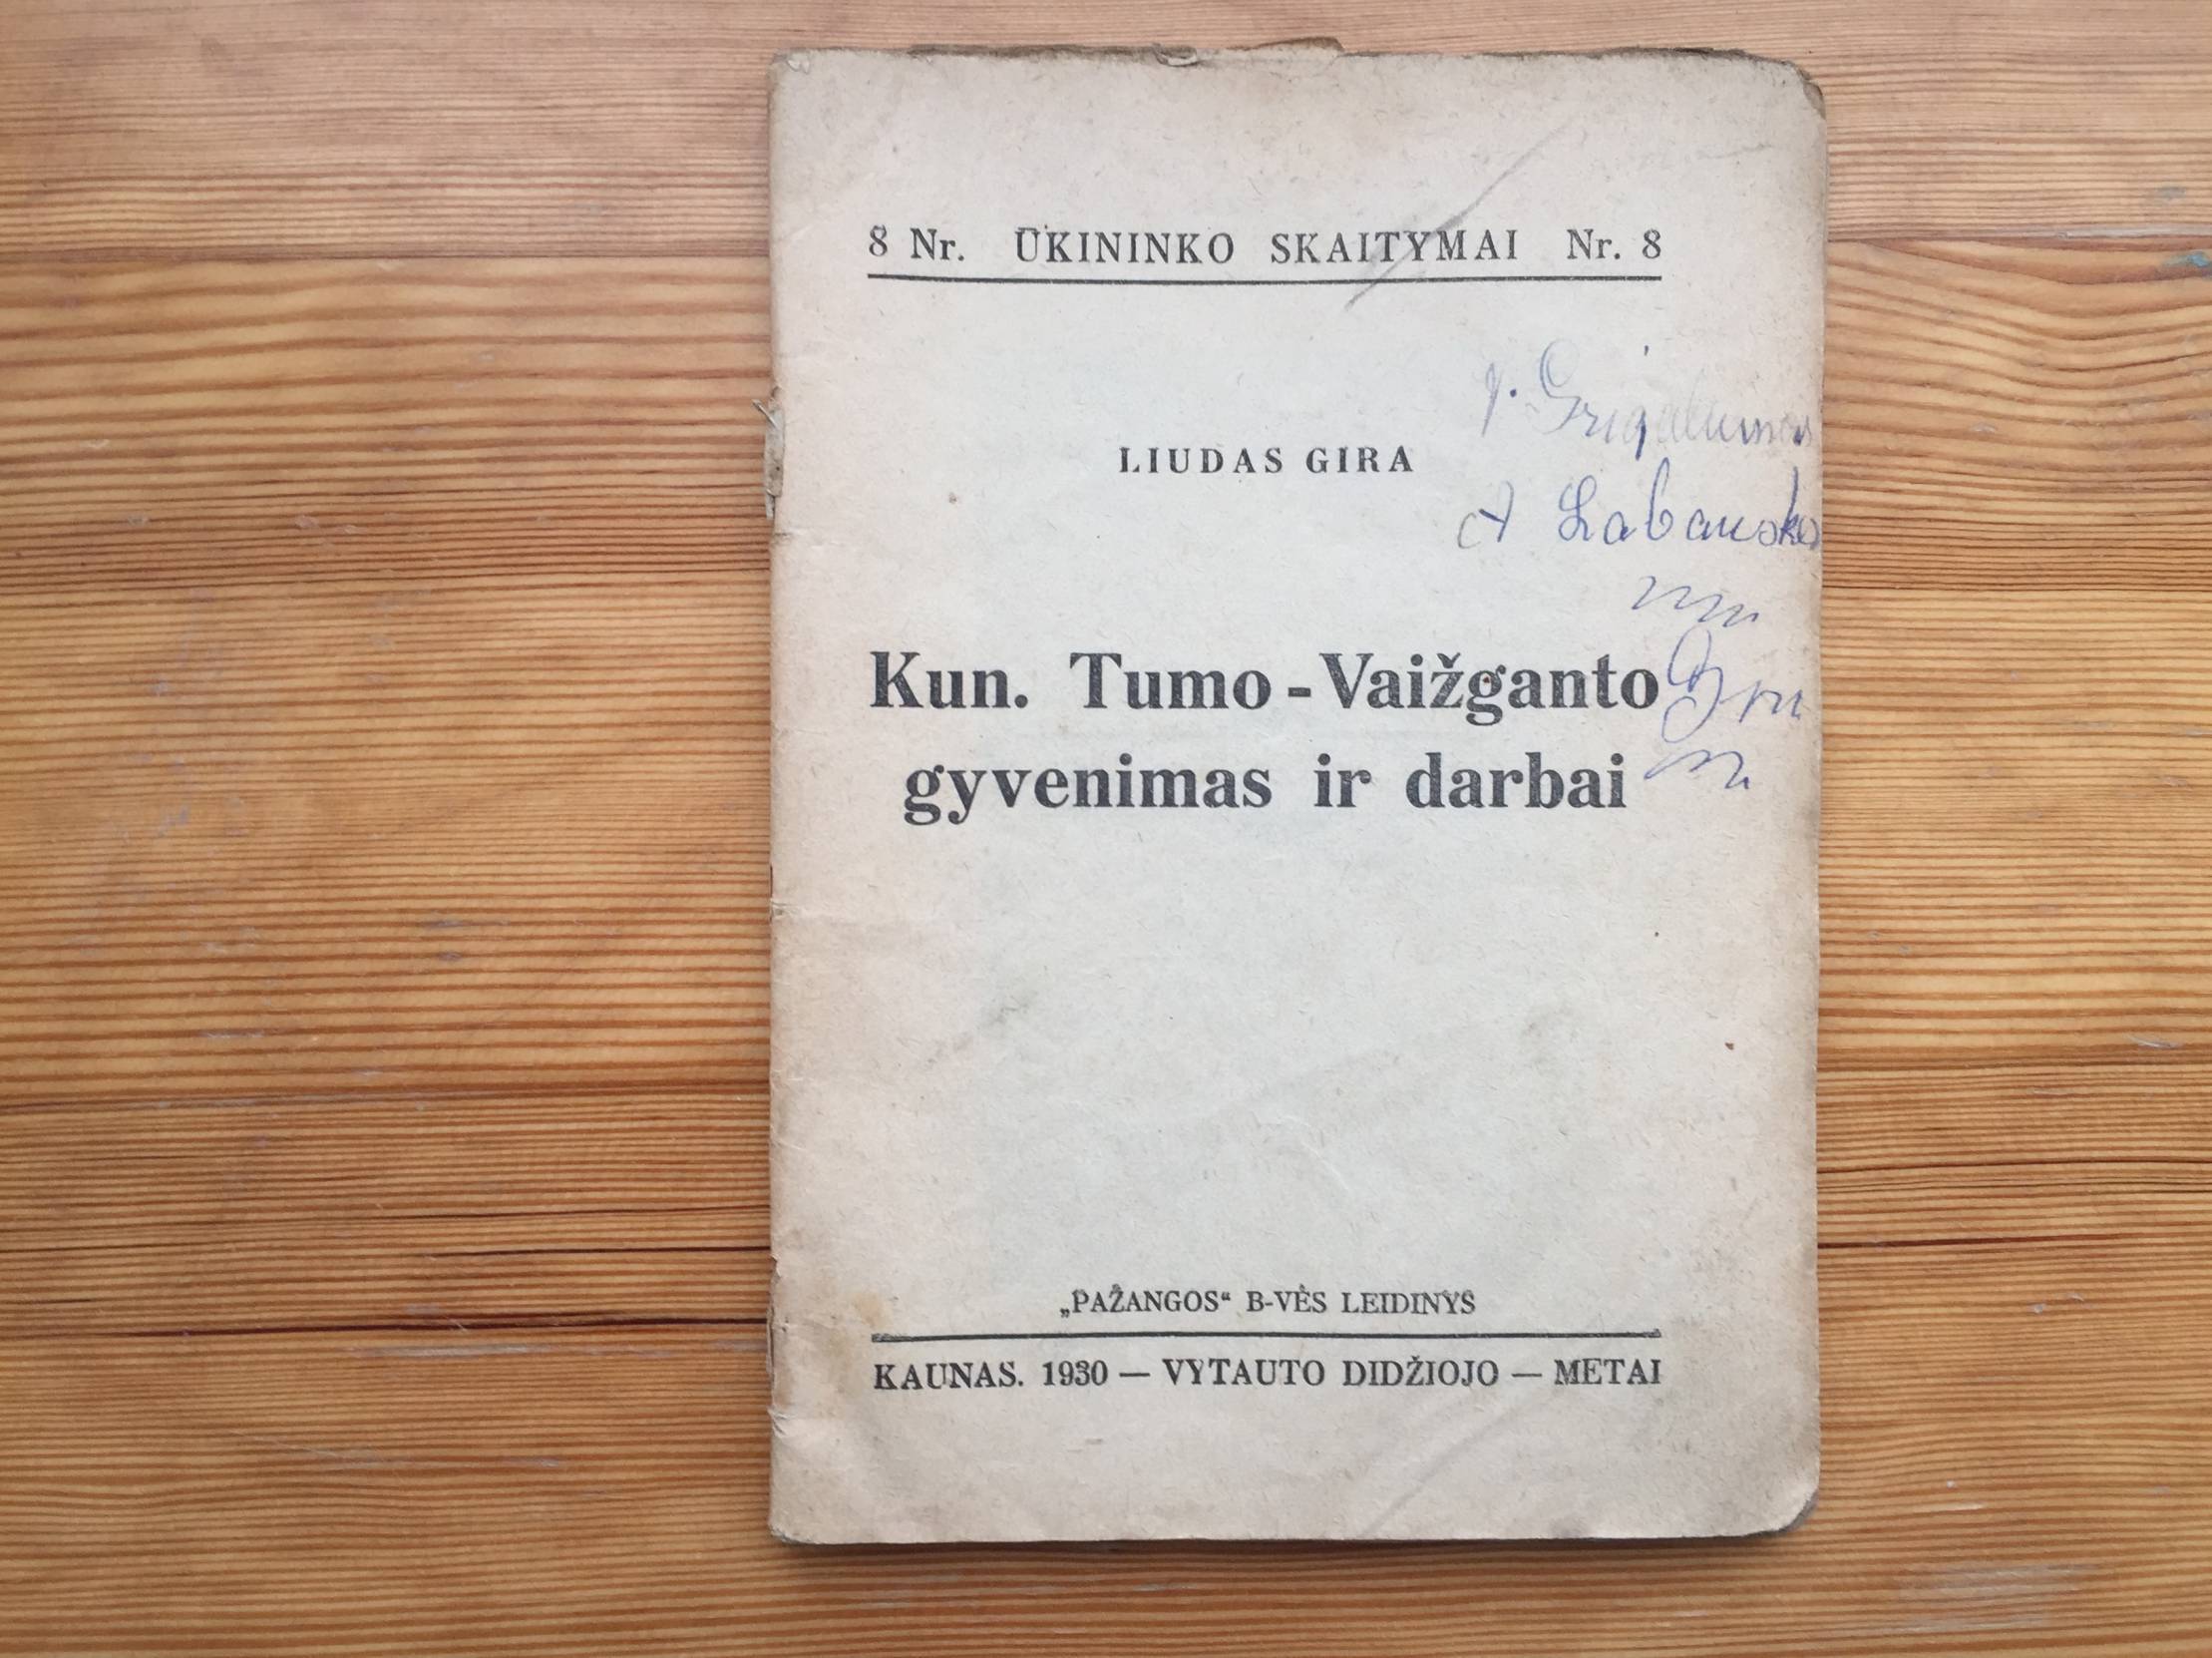 8 Nr. ŪKININKO SKAITYMAI Nr. 8
LIUDAS GIRA
A Labansko
Kun. Tumo-Vaižganto
gyvenimas ir darbai
„PAŽANGOS“ B-VĖS LEIDINYS
KAUNAS. 1930 — VYTAUTO DIDŽIOJO — METAI